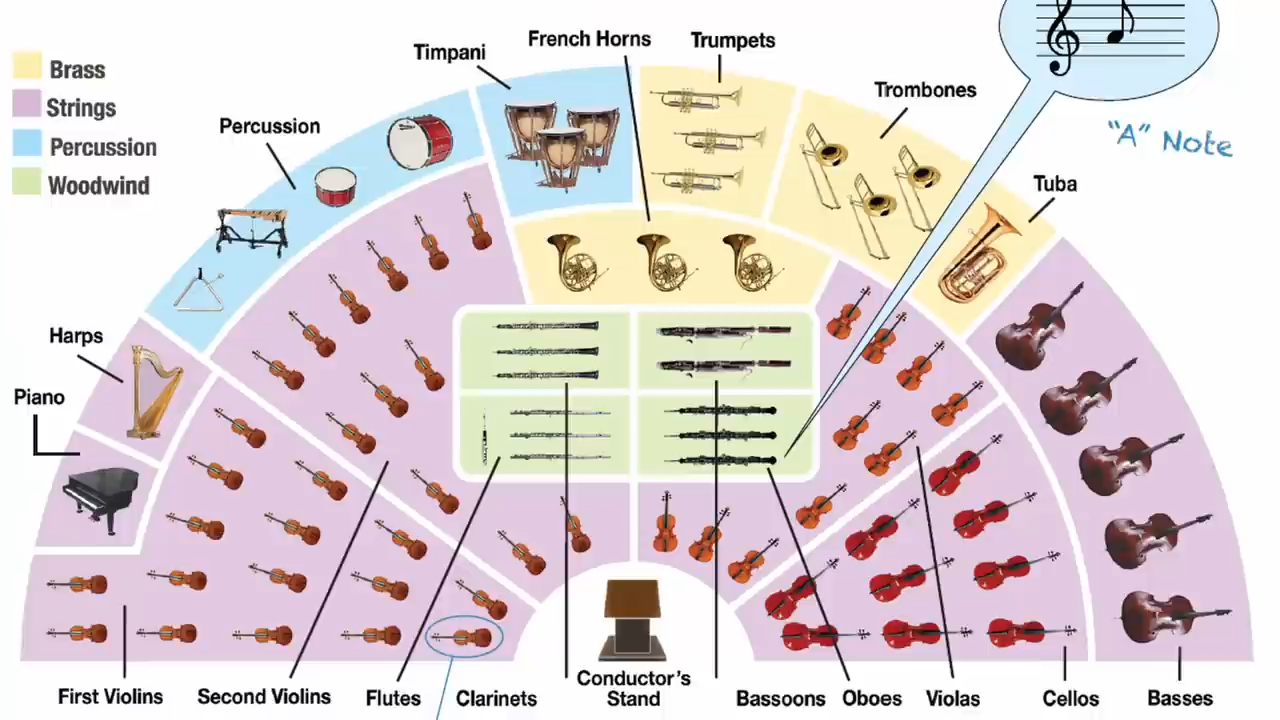 Brass
Strings
Percussion
Woodwind
Timpani
French Horns
Trumpets
Trombones
"A" Note
Percussion
Tuba
Harps
Piano
First Violins
Second Violins
Flutes
Clarinets
Conductor's
Stand
Bassoons
Oboes
Violas
Cellos
Basses